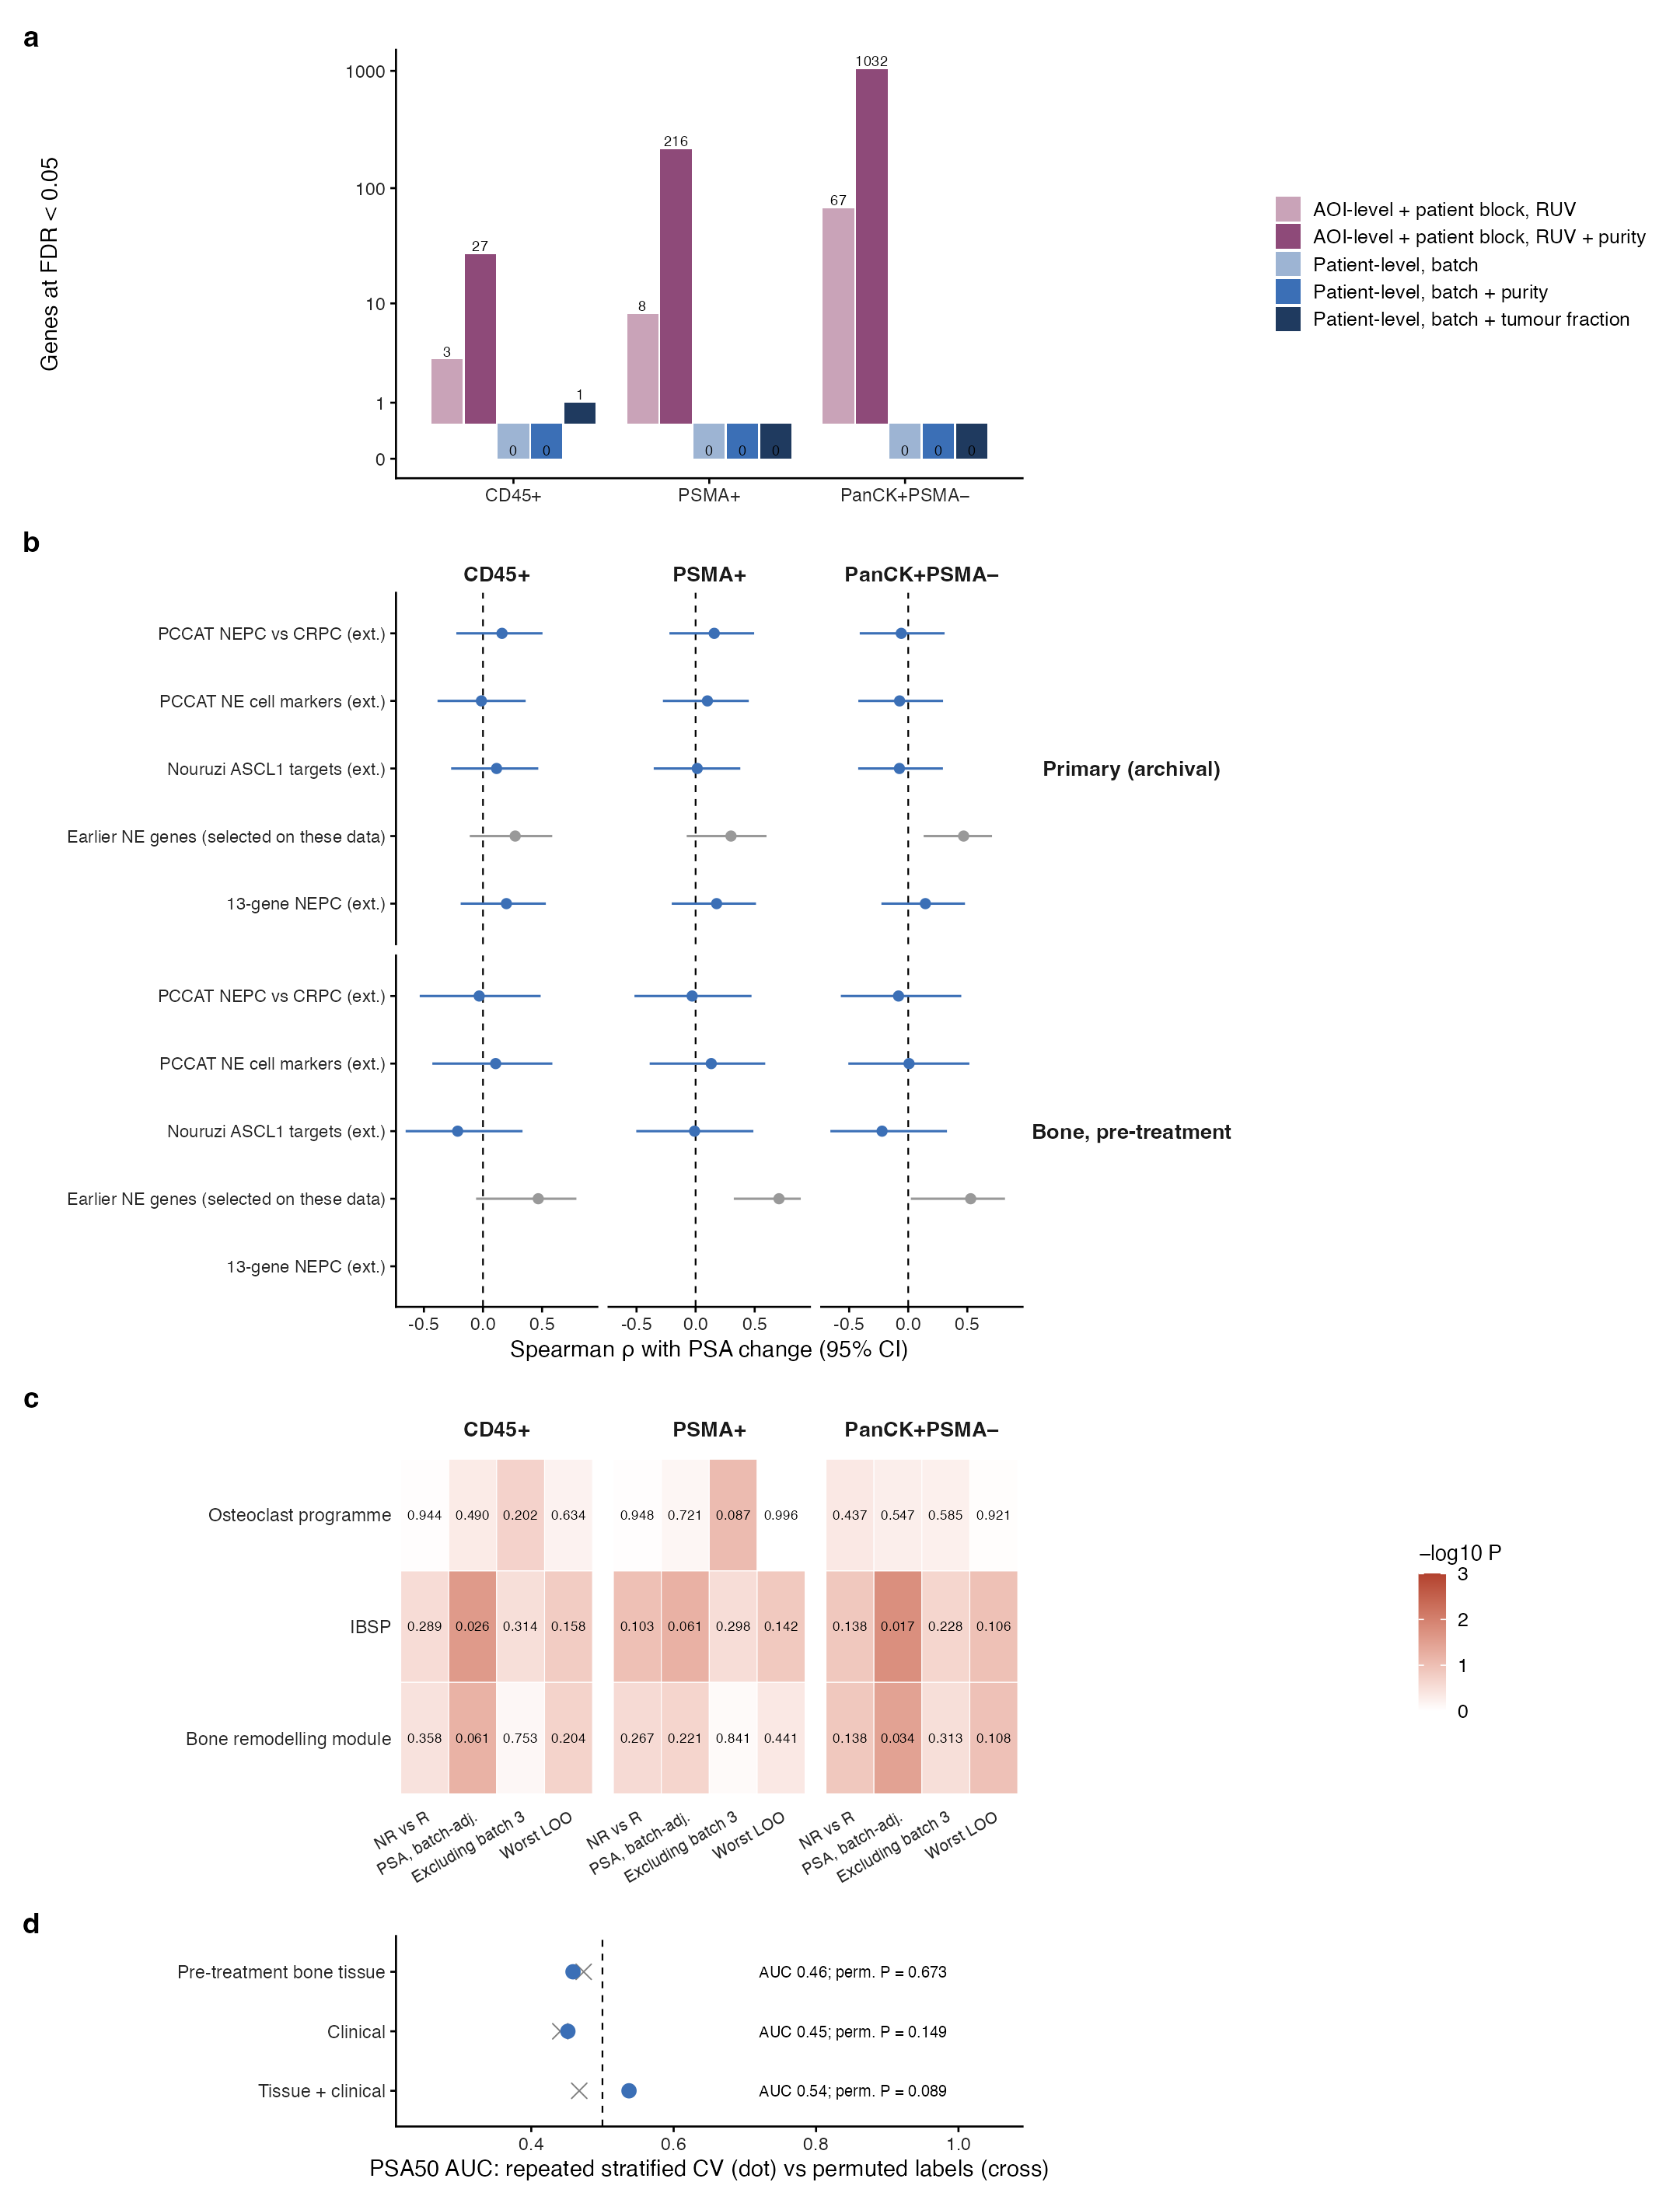 a
Genes at FDR < 0.05
1000
100
10
1
0
3
27
0
0
1
8
216
0
0
0
67
1032
0
0
0
CD45+
PSMA+
PanCK+PSMA–
AOI-level + patient block, RUV
AOI-level + patient block, RUV + purity
Patient-level, batch
Patient-level, batch + purity
Patient-level, batch + tumour fraction
b
CD45+
PSMA+
PanCK+PSMA–
PCCAT NEPC vs CRPC (ext.)
PCCAT NE cell markers (ext.)
Nouruzi ASCL1 targets (ext.)
Earlier NE genes (selected on these data)
13-gene NEPC (ext.)
Primary (archival)
PCCAT NEPC vs CRPC (ext.)
PCCAT NE cell markers (ext.)
Nouruzi ASCL1 targets (ext.)
Earlier NE genes (selected on these data)
13-gene NEPC (ext.)
Bone, pre-treatment
-0.5 0.0 0.5
-0.5 0.0 0.5
-0.5 0.0 0.5
Spearman ρ with PSA change (95% CI)
c
CD45+
PSMA+
PanCK+PSMA–
Osteoclast programme 0.944 0.490 0.202 0.634 0.948 0.721 0.087 0.996 0.437 0.547 0.585 0.921
IBSP 0.289 0.026 0.314 0.158 0.103 0.061 0.298 0.142 0.138 0.017 0.228 0.106
Bone remodelling module 0.358 0.061 0.753 0.204 0.267 0.221 0.841 0.441 0.138 0.034 0.313 0.108
NR vs R
PSA, batch-adj.
Excluding batch 3
Worst LOO
NR vs R
PSA, batch-adj.
Excluding batch 3
Worst LOO
NR vs R
PSA, batch-adj.
Excluding batch 3
Worst LOO
–log10 P
3
2
1
0
d
Pre-treatment bone tissue
AUC 0.46; perm. P = 0.673
Clinical
AUC 0.45; perm. P = 0.149
Tissue + clinical
AUC 0.54; perm. P = 0.089
0.4 0.6 0.8 1.0
PSA50 AUC: repeated stratified CV (dot) vs permuted labels (cross)